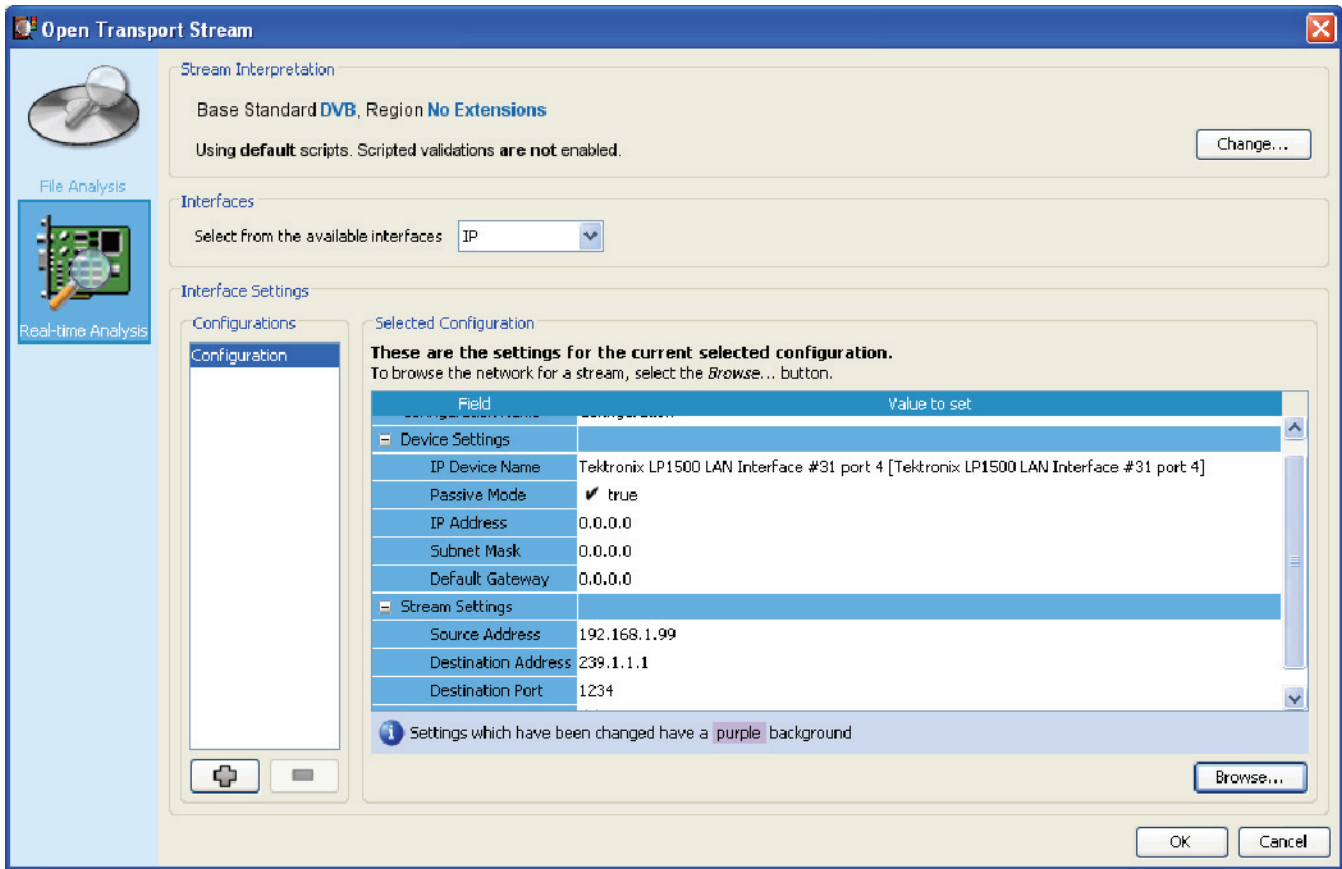 Open Transport Stream
File Analysis
Real-time Analysis
Stream Interpretation
Base Standard DVB, Region No Extensions
Using default scripts. Scripted validations are not enabled.
Change...
Interfaces
Select from the available interfaces IP
Interface Settings
Configurations
Configuration
Selected Configuration
These are the settings for the current selected configuration.
To browse the network for a stream, select the Browse... button.
Field Value to set
Device Settings
IP Device Name Tektronix LP1500 LAN Interface #31 port 4 [Tektronix LP1500 LAN Interface #31 port 4]
Passive Mode ✔ true
IP Address 0.0.0.0
Subnet Mask 0.0.0.0
Default Gateway 0.0.0.0
Stream Settings
Source Address 192.168.1.99
Destination Address 239.1.1.1
Destination Port 1234
Settings which have been changed have a purple background
Browse...
OK Cancel